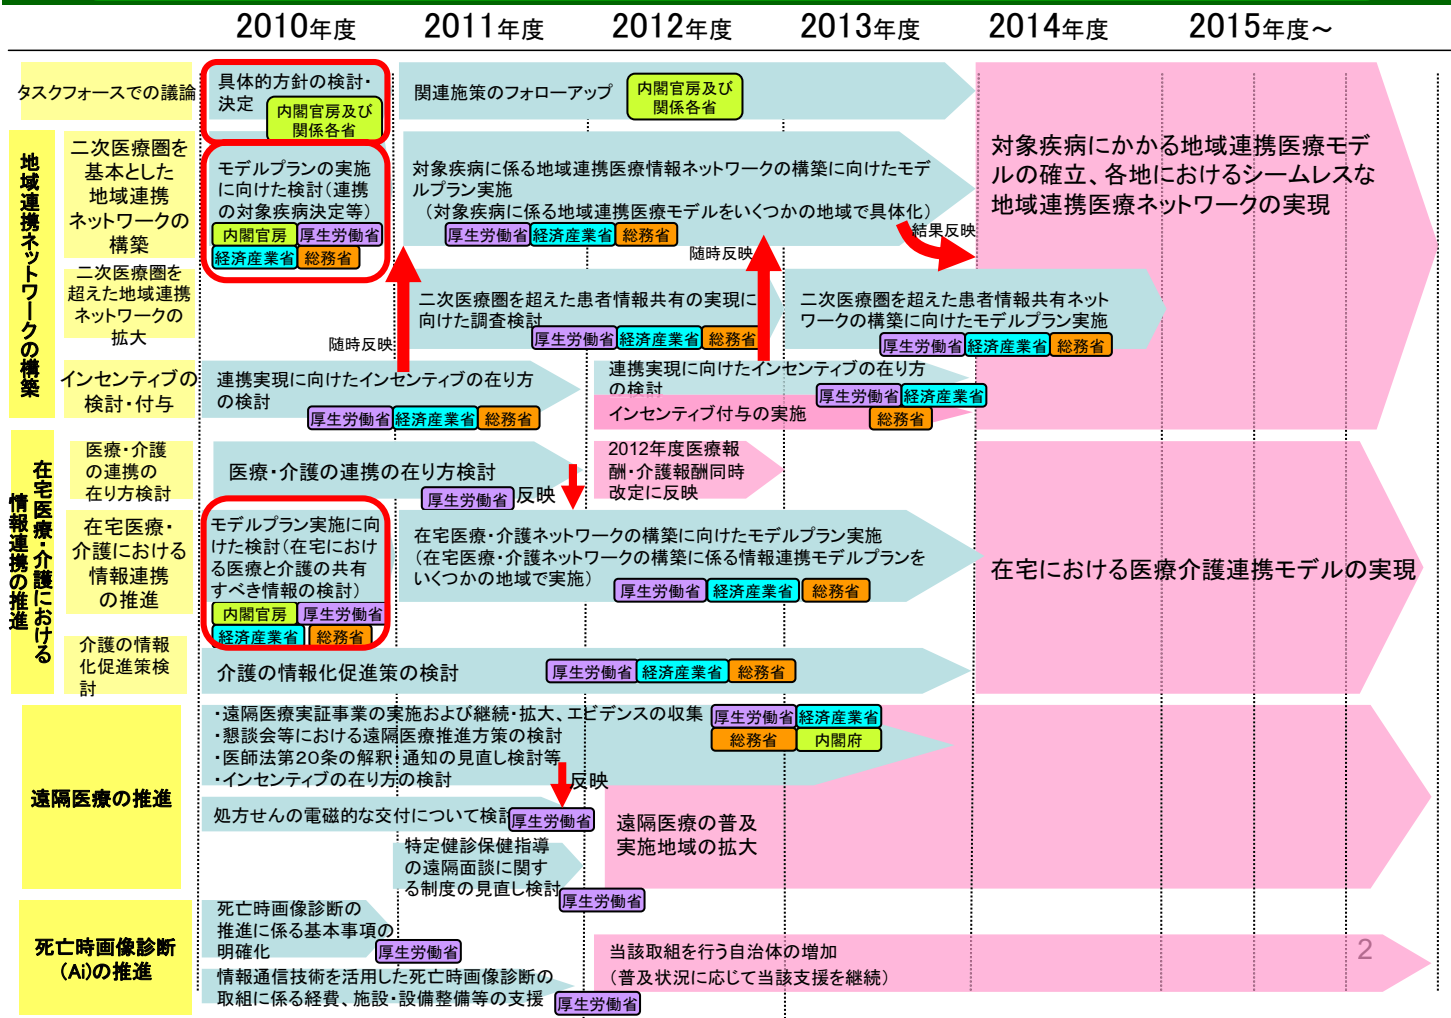 2010年度
2011年度
2012年度
2013年度
2014年度
2015年度～
タスクフォースでの議論
具体的方針の検討・
決定
内閣官房及び
関係各省
関連施策のフォローアップ
内閣官房及び
関係各省
地域連携ネットワークの構築
二次医療圏を
基本とした
地域連携
ネットワークの
構築
モデルプランの実施
に向けた検討（連携
の対象疾病決定等）
内閣官房
厚生労働省
経済産業省
総務省
対象疾病に係る地域連携医療情報ネットワークの構築に向けたモデ
ルプラン実施
（対象疾病に係る地域連携医療モデルをいくつかの地域で具体化）
厚生労働省
経済産業省
総務省
結果反映
随時反映
対象疾病にかかる地域連携医療モデ
ルの確立、各地におけるシームレスな
地域連携医療ネットワークの実現
二次医療圏を
超えた地域連携
ネットワークの
拡大
随時反映
二次医療圏を超えた患者情報共有の実現に
向けた調査検討
厚生労働省
経済産業省
総務省
二次医療圏を超えた患者情報共有ネット
ワークの構築に向けたモデルプラン実施
厚生労働省
経済産業省
総務省
インセンティブの
検討・付与
連携実現に向けたインセンティブの在り方
の検討
厚生労働省
経済産業省
総務省
連携実現に向けたインセンティブの在り方
の検討
厚生労働省
経済産業省
インセンティブ付与の実施
総務省
在宅医療・介護における
情報連携の推進
医療・介護
の連携の
在り方検討
医療・介護の連携の在り方検討
厚生労働省
反映
2012年度医療報
酬・介護報酬同時
改定に反映
在宅医療・
介護における
情報連携
の推進
モデルプラン実施に向
けた検討（在宅におけ
る医療と介護の共有
すべき情報の検討）
内閣官房
厚生労働省
経済産業省
総務省
在宅医療・介護ネットワークの構築に向けたモデルプラン実施
（在宅医療・介護ネットワークの構築に係る情報連携モデルプランを
いくつかの地域で実施）
厚生労働省
経済産業省
総務省
在宅における医療介護連携モデルの実現
介護の情報
化促進策検
討
介護の情報化促進策の検討
厚生労働省
経済産業省
総務省
遠隔医療の推進
・遠隔医療実証事業の実施および継続・拡大、エビデンスの収集
・懇談会等における遠隔医療推進方策の検討
・医師法第20条の解釈・通知の見直し検討等
・インセンティブの在り方の検討
厚生労働省
経済産業省
総務省
内閣府
反映
処方せんの電磁的な交付について検討
厚生労働省
特定健診保健指導
の遠隔面談に関す
る制度の見直し検討
厚生労働省
遠隔医療の普及
実施地域の拡大
死亡時画像診断
(Ai)の推進
死亡時画像診断の
推進に係る基本事項の
明確化
厚生労働省
情報通信技術を活用した死亡時画像診断の
取組に係る経費、施設・設備整備等の支援
厚生労働省
当該取組を行う自治体の増加
（普及状況に応じて当該支援を継続）
2